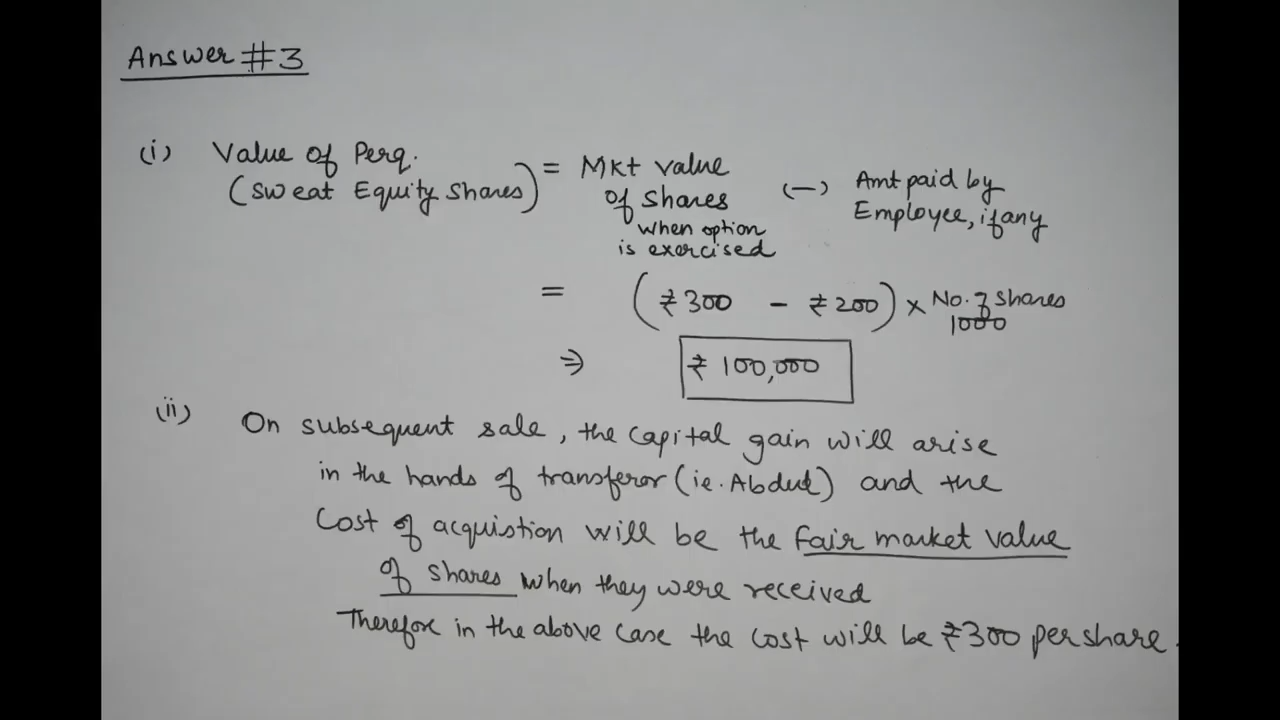 Answer #3
(i) Value of Perq. (Sweat Equity Shares) = Mkt value of shares when option is exercised (–) Amt paid by Employee, if any
= (₹300 - ₹200) × No. of shares 1000
⇒ ₹ 100,000
(ii) On subsequent sale, the capital gain will arise
in the hands of transferor (ie. Abdul) and the
Cost of acquistion will be the fair market value
of shares when they were received
Therefore in the above case the cost will be ₹300 per share.